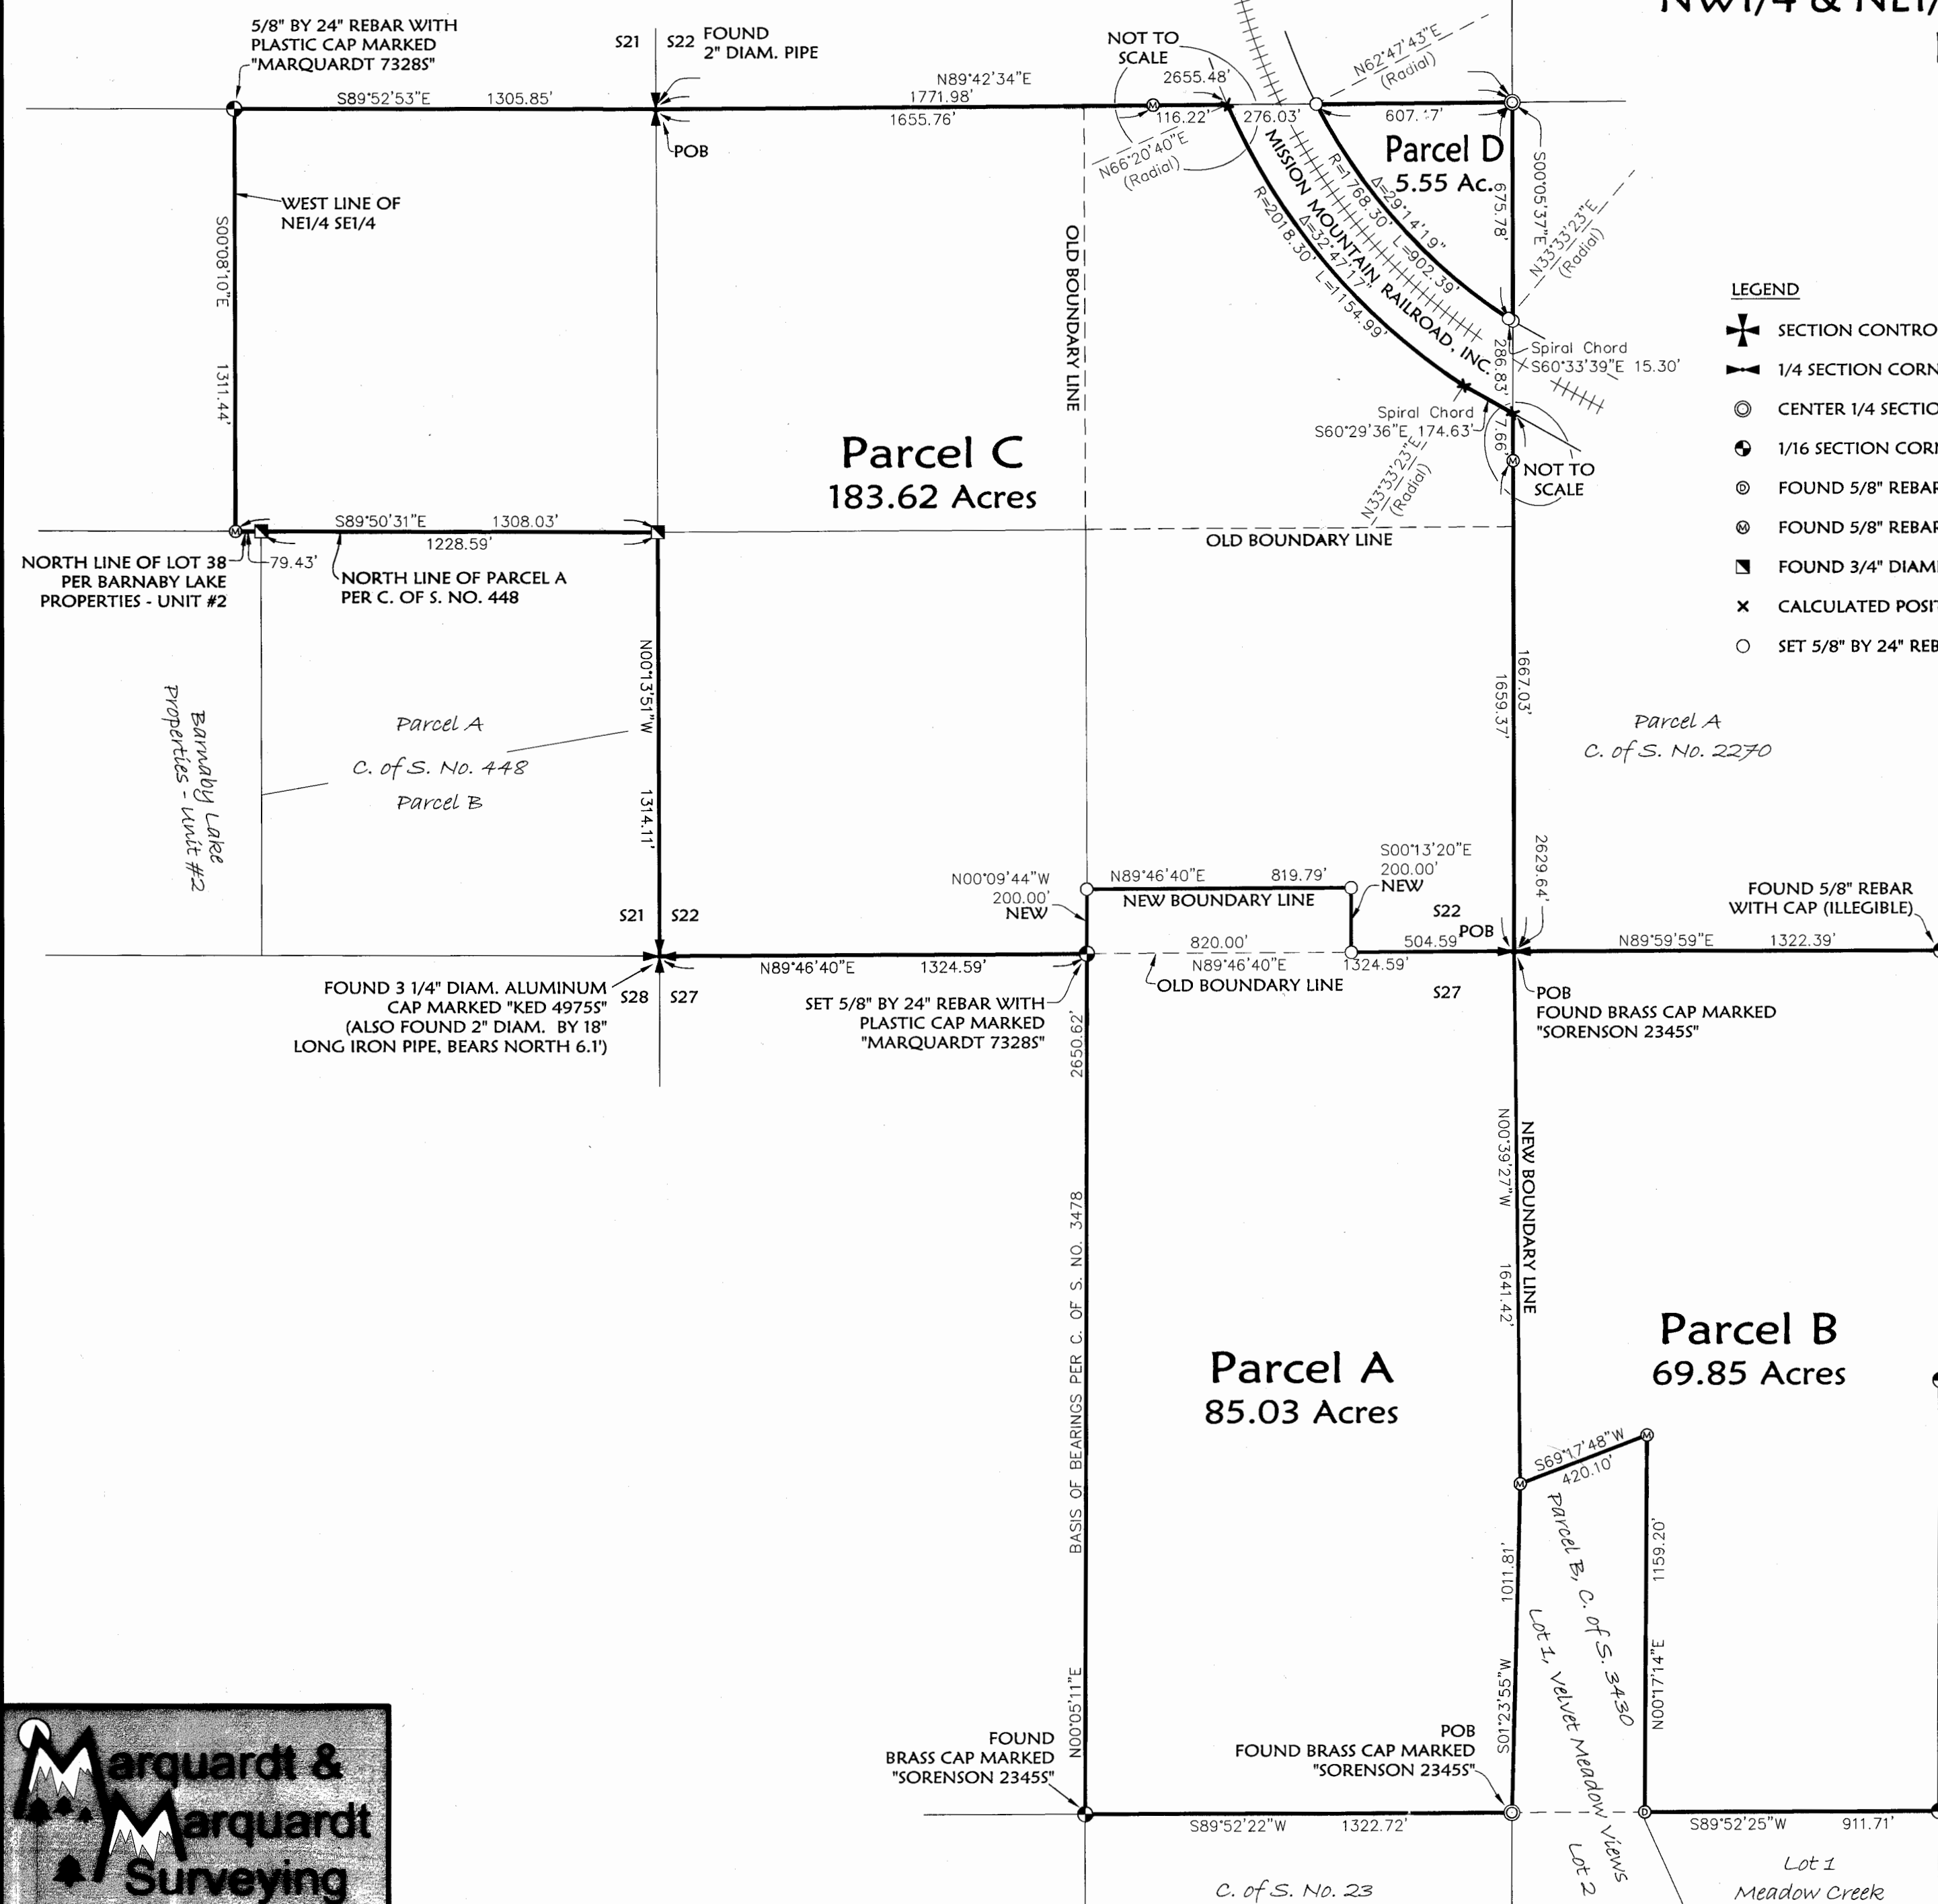 NW1/4 & NE1/
5/8" BY 24" REBAR WITH
PLASTIC CAP MARKED
"MARQUARDT 7328S"
S21
S22
FOUND
2" DIAM. PIPE
S89°52'53"E 1305.85'
POB
N89°42'34"E
1771.98'
1655.76'
NOT TO
SCALE
2655.48'
116.22'
276.03'
N66°20'40"E
(Radial)
N62°47'43"E
(Radial)
Parcel D
5.55 Ac.
675.78'
S00°05'37"E
N33°33'23"E
(Radial)
R=1768.30' L=902.39'
Δ=29°14'19"
MISSION MOUNTAIN RAILROAD, INC.
Δ=32°47'17"
R=2018.30' L=1154.99'
Spiral Chord
S60°33'39"E 15.30'
286.83'
Spiral Chord
S60°29'36"E 174.63'
N33°33'23"E
(Radial)
7.66'
NOT TO
SCALE
LEGEND
SECTION CONTRO
1/4 SECTION CORN
CENTER 1/4 SECTIO
1/16 SECTION COR
FOUND 5/8" REBAR
FOUND 5/8" REBAR
FOUND 3/4" DIAM
CALCULATED POSIT
SET 5/8" BY 24" REB
WEST LINE OF
NE1/4 SE1/4
S00°08'10"E
1311.44'
OLD BOUNDARY LINE
Parcel C
183.62 Acres
S89°50'31"E 1308.03'
1228.59'
79.43'
OLD BOUNDARY LINE
NORTH LINE OF LOT 38
PER BARNABY LAKE
PROPERTIES - UNIT #2
NORTH LINE OF PARCEL A
PER C. OF S. NO. 448
N00°13'51"W
1314.11'
Barnaby Lake
Properties - Unit #2
Parcel A
C. of S. No. 448
Parcel B
1667.03'
1659.37'
Parcel A
C. of S. No. 2270
2629.64'
N00°09'44"W
200.00'
NEW
N89°46'40"E 819.79'
NEW BOUNDARY LINE
S00°13'20"E
200.00'
NEW
S22
POB
S21
S22
S28
S27
820.00'
504.59'
N89°46'40"E 1324.59'
N89°46'40"E 1324.59'
OLD BOUNDARY LINE
S27
FOUND 5/8" REBAR
WITH CAP (ILLEGIBLE)
N89°59'59"E 1322.39'
FOUND 3 1/4" DIAM. ALUMINUM
CAP MARKED "KED 4975S"
(ALSO FOUND 2" DIAM. BY 18"
LONG IRON PIPE, BEARS NORTH 6.1')
SET 5/8" BY 24" REBAR WITH
PLASTIC CAP MARKED
"MARQUARDT 7328S"
POB
FOUND BRASS CAP MARKED
"SORENSON 2345S"
2650.62'
BASIS OF BEARINGS PER C. OF S. NO. 3478
N00°05'11"E
N00°39'27"W
1641.42'
NEW BOUNDARY LINE
Parcel A
85.03 Acres
Parcel B
69.85 Acres
S69°17'48"W
420.10'
1011.81'
S01°23'55"W
1159.20'
N00°17'14"E
Parcel B, C. of S. 3430
Lot 1, Velvet Meadow Views
Lot 2
FOUND
BRASS CAP MARKED
"SORENSON 2345S"
POB
FOUND BRASS CAP MARKED
"SORENSON 2345S"
S89°52'22"W 1322.72'
S89°52'25"W 911.71'
C. of S. No. 23
Lot 1
Meadow Creek
Marquardt &
Marquardt
Surveying